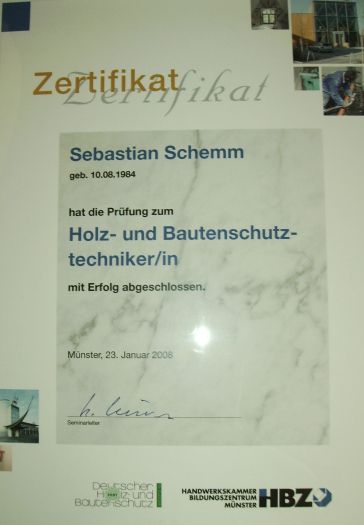 Zertifikat
Zertifikat
Sebastian Schemm
geb. 10.08.1984
hat die Prüfung zum
Holz- und Bautenschutz-
techniker/in
mit Erfolg abgeschlossen.
Münster, 23. Januar 2008
Seminarleiter
Deutscher
Holz- und
Bautenschutz
HANDWERKSKAMMER
BILDUNGSZENTRUM
MÜNSTER
HBZ